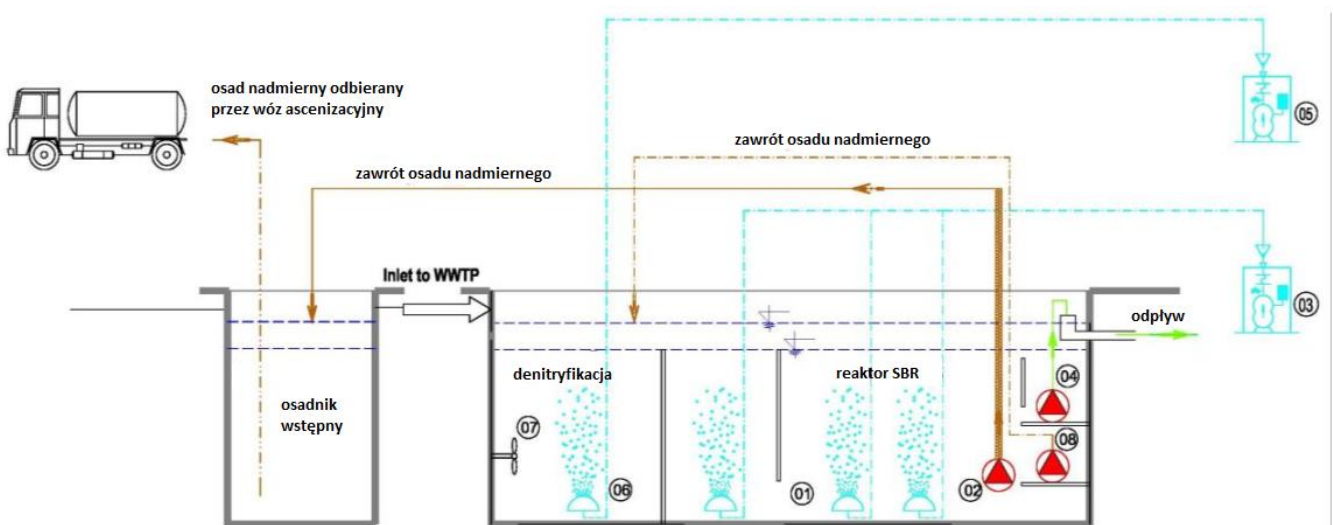 osad nadmierny odbierany
przez wóz ascenizacyjny
05
zawrót osadu nadmiernego
zawrót osadu nadmiernego
Inlet to WWTP
03
odpływ
denitryfikacja
reaktor SBR
04
osadnik
wstępny
07
08
06
01
02